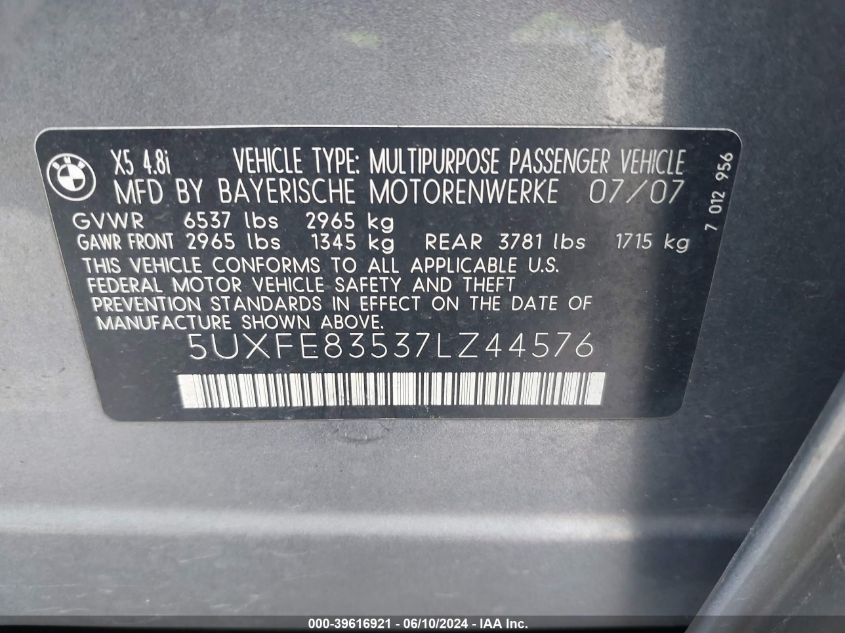 BMW
X5 4.8i VEHICLE TYPE: MULTIPURPOSE PASSENGER VEHICLE
MFD BY BAYERISCHE MOTORENWERKE 07/07
GVWR 6537 lbs 2965 kg
GAWR FRONT 2965 lbs 1345 kg REAR 3781 lbs 1715 kg
THIS VEHICLE CONFORMS TO ALL APPLICABLE U.S.
FEDERAL MOTOR VEHICLE SAFETY AND THEFT
PREVENTION STANDARDS IN EFFECT ON THE DATE OF
MANUFACTURE SHOWN ABOVE.
5UXFE83537LZ44576
7 012 956
000-39616921 - 06/10/2024 - IAA Inc.